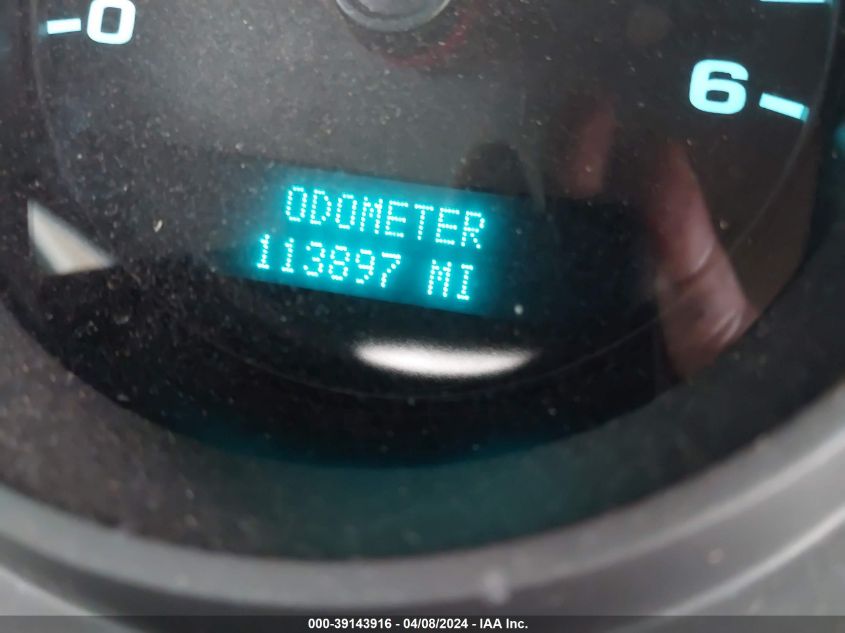 0
6
ODOMETER
113897 MI
000-39143916 - 04/08/2024 - IAA Inc.